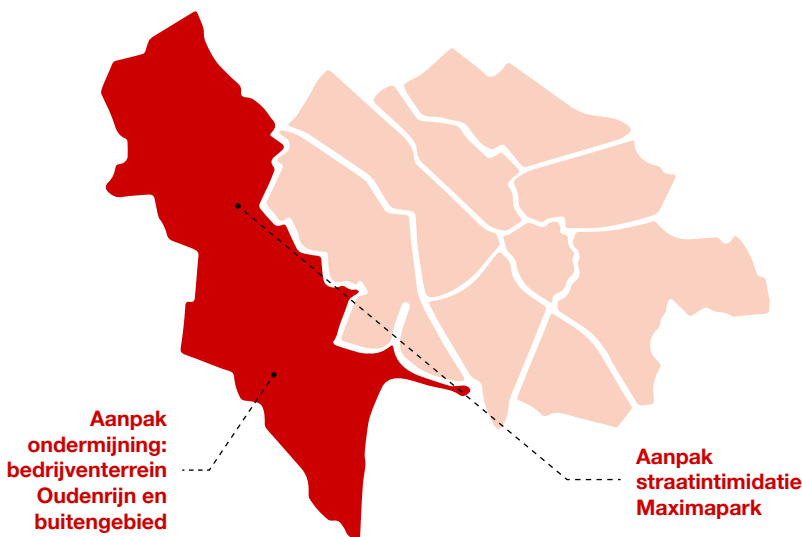 Aanpak
ondermijning:
bedrijventerrein
Oudenrijn en
buitengebied
Aanpak
straatintimidatie
Maximapark